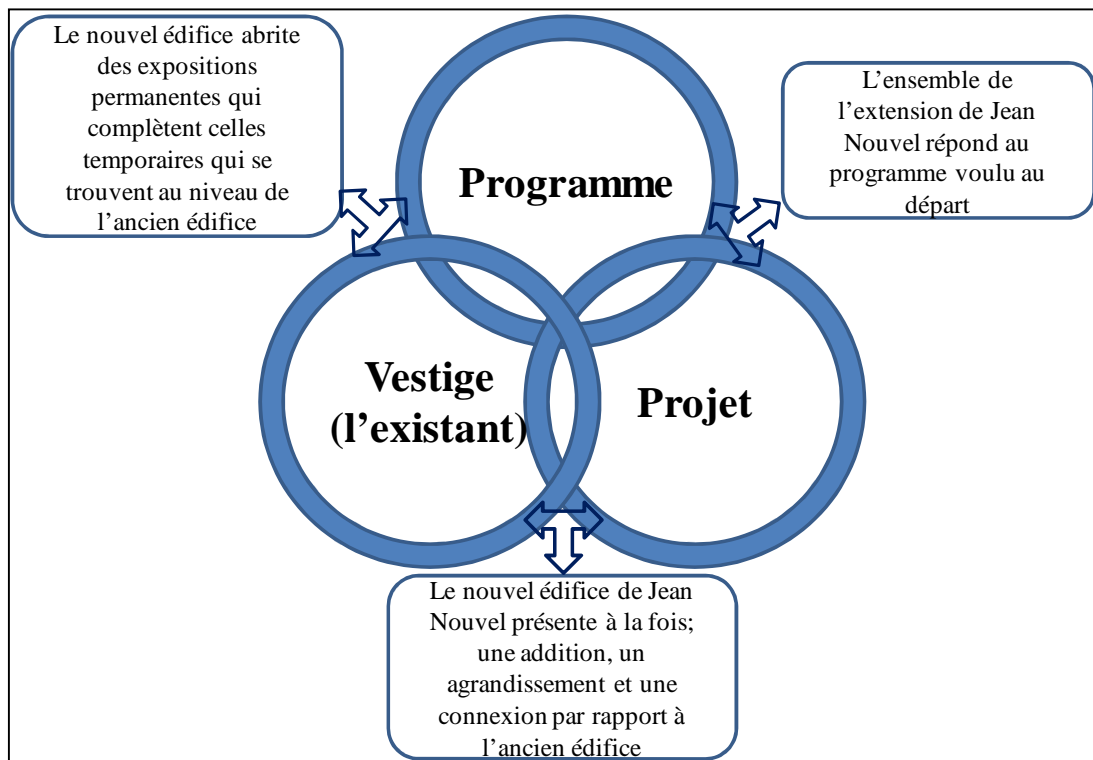 Le nouvel édifice abrite
des expositions
permanentes qui
complètent celles
temporaires qui se
trouvent au niveau de
l’ancien édifice
L’ensemble de
l’extension de Jean
Nouvel répond au
programme voulu au
départ
Programme
Vestige
(l’existant)
Projet
Le nouvel édifice de Jean
Nouvel présente à la fois;
une addition, un
agrandissement et une
connexion par rapport à
l’ancien édifice